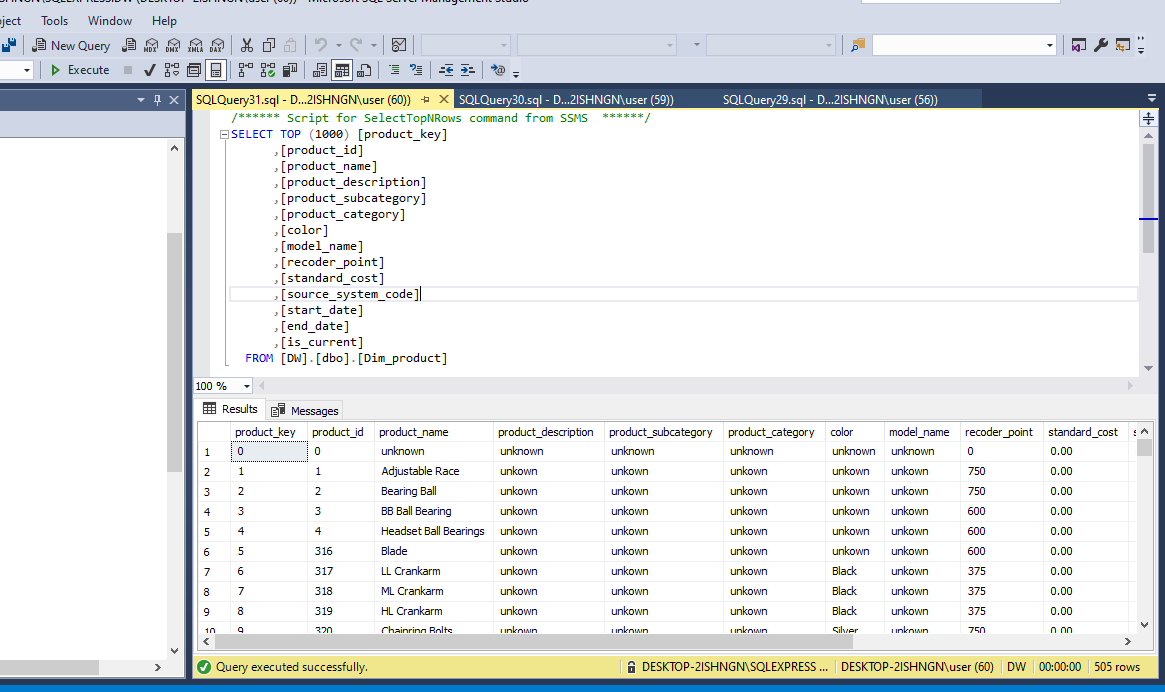 ject Tools Window Help
New Query MDX DMX XMLA DAX
Execute
SQLQuery31.sql - D...2ISHNGN\user (60)) SQLQuery30.sql - D...2ISHNGN\user (59)) SQLQuery29.sql - D...2ISHNGN\user (56))
/****** Script for SelectTopNRows command from SSMS ******/
SELECT TOP (1000) [product_key]
,[product_id]
,[product_name]
,[product_description]
,[product_subcategory]
,[product_category]
,[color]
,[model_name]
,[recoder_point]
,[standard_cost]
,[source_system_code]
,[start_date]
,[end_date]
,[is_current]
FROM [DW].[dbo].[Dim_product]
100 %
Results Messages
product_key product_id product_name product_description product_subcategory product_category color model_name recoder_point standard_cost
1 0 0 unknown unknown unknown unknown unknown unknown 0 0.00
2 1 1 Adjustable Race unkown unkown unkown unkown unkown 750 0.00
3 2 2 Bearing Ball unkown unkown unkown unkown unkown 750 0.00
4 3 3 BB Ball Bearing unkown unkown unkown unkown unkown 600 0.00
5 4 4 Headset Ball Bearings unkown unkown unkown unkown unkown 600 0.00
6 5 316 Blade unkown unkown unkown unkown unkown 600 0.00
7 6 317 LL Crankarm unkown unkown unkown Black unkown 375 0.00
8 7 318 ML Crankarm unkown unkown unkown Black unkown 375 0.00
9 8 319 HL Crankarm unkown unkown unkown Black unkown 375 0.00
10 9 320 Chainring Bolts unkown unkown unkown Silver unkown 750 0.00
Query executed successfully. DESKTOP-2ISHNGN\SQLEXPRESS ... DESKTOP-2ISHNGN\user (60) DW 00:00:00 505 rows